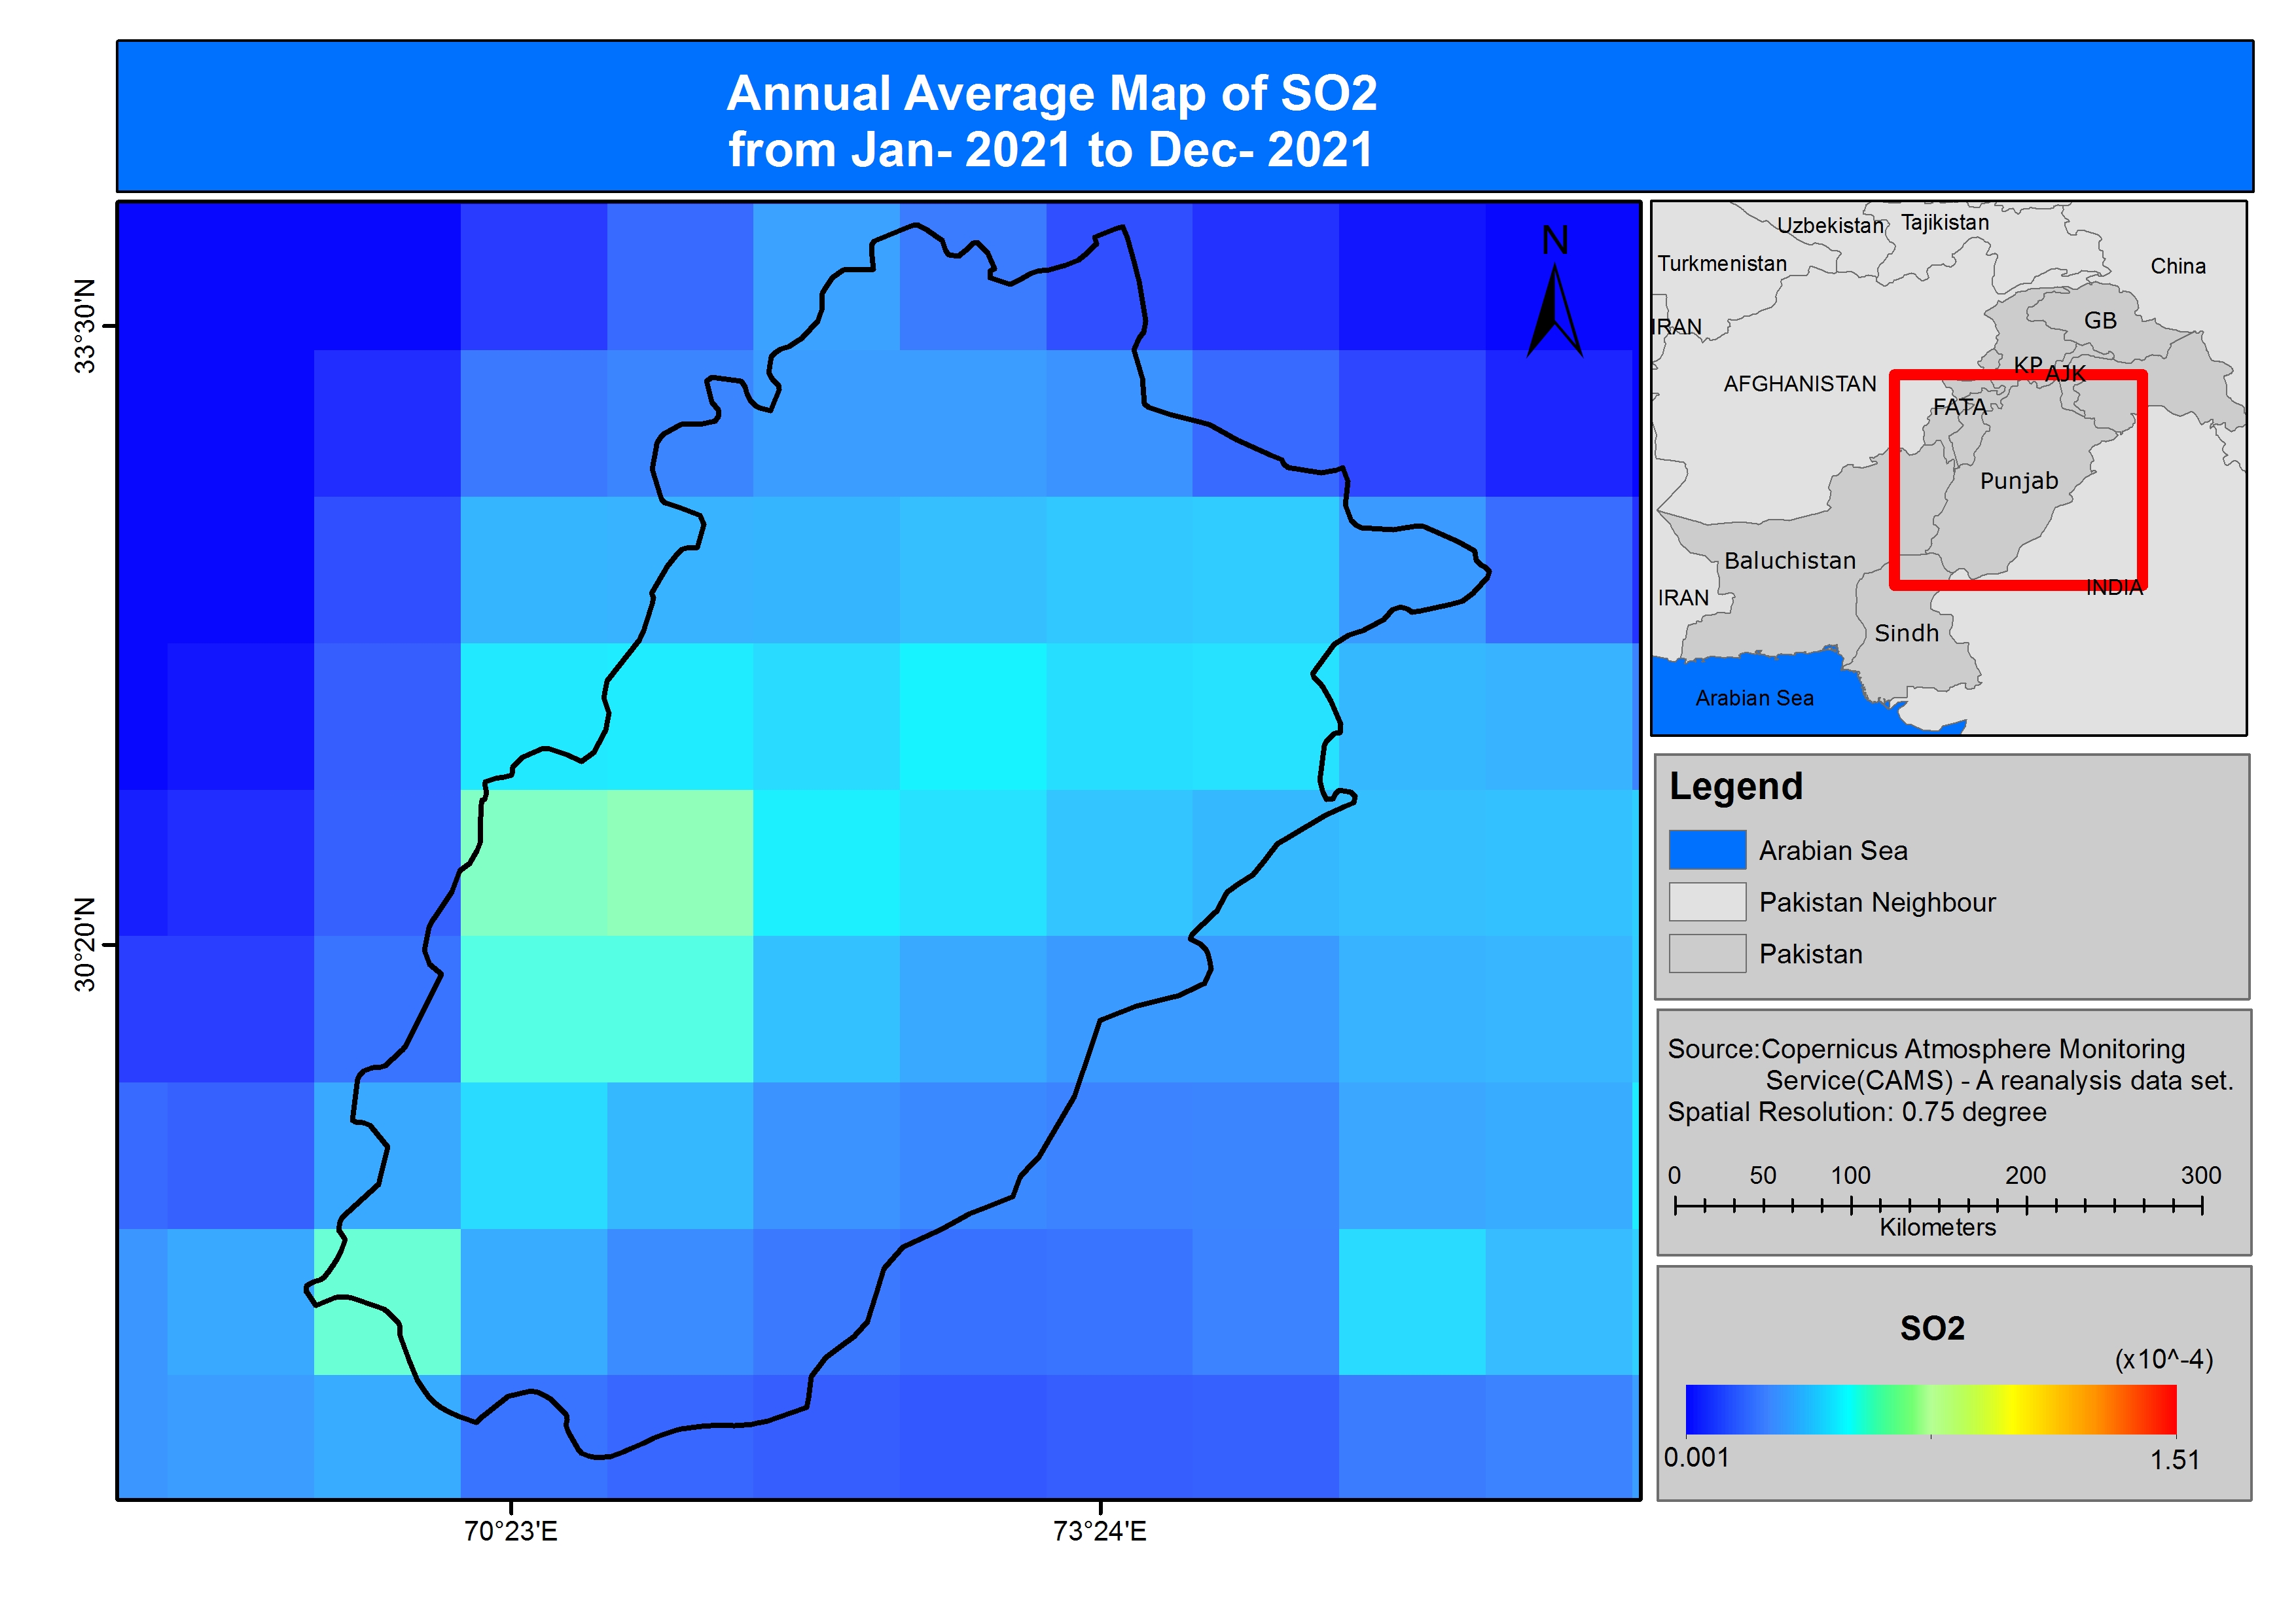 Annual Average Map of SO2
from Jan- 2021 to Dec- 2021
33°30'N
30°20'N
70°23'E
73°24'E
N
Uzbekistan
Tajikistan
Turkmenistan
China
IRAN
GB
KP
AJK
AFGHANISTAN
FATA
Punjab
Baluchistan
INDIA
IRAN
Sindh
Arabian Sea
Legend
Arabian Sea
Pakistan Neighbour
Pakistan
Source:Copernicus Atmosphere Monitoring
Service(CAMS) - A reanalysis data set.
Spatial Resolution: 0.75 degree
0 50 100 200 300
Kilometers
SO2
(x10^-4)
0.001 1.51